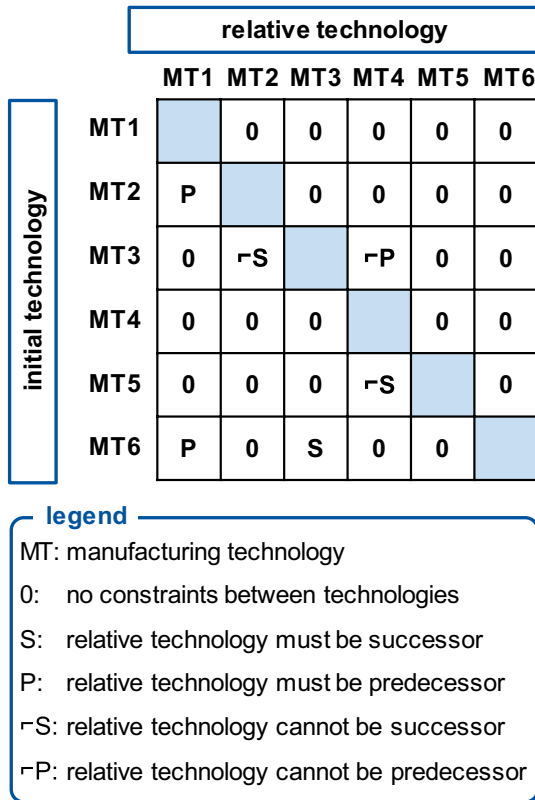 relative technology
MT1 MT2 MT3 MT4 MT5 MT6
initial technology
MT1 0 0 0 0 0
MT2 P 0 0 0 0
MT3 0 ⌐S ⌐P 0 0
MT4 0 0 0 0 0
MT5 0 0 0 ⌐S 0
MT6 P 0 S 0 0
legend
MT: manufacturing technology
0: no constraints between technologies
S: relative technology must be successor
P: relative technology must be predecessor
⌐S: relative technology cannot be successor
⌐P: relative technology cannot be predecessor